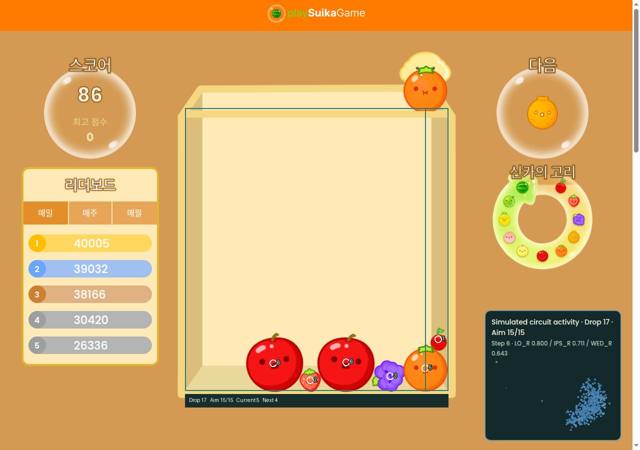 playSuikaGame
스코어
86
최고 점수
0
다음
신카의 고리
리더보드
매일
매주
매월
1 40005
2 39032
3 38166
4 30420
5 26336
Simulated circuit activity · Drop 17 ·
Aim 15/15
Step 6 · LO_R 0.800 / IPS_R 0.711 / WED_R
0.643
Drop 17 Aim 15/15 Current 5 Next 4